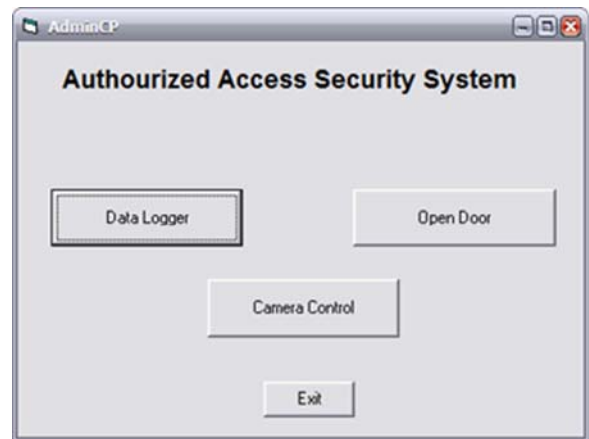 AdminCP
Authourized Access Security System
Data Logger
Open Door
Camera Control
Exit